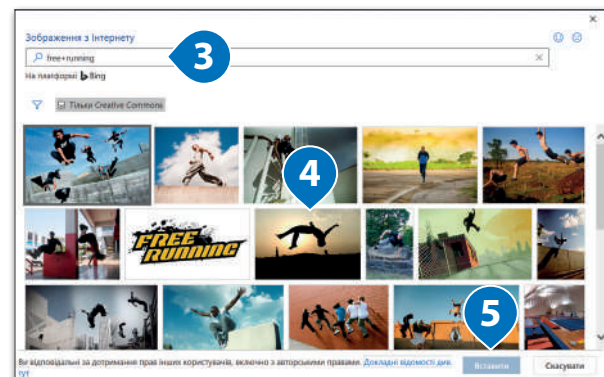 Зображення з Інтернету
free+running
3
На платформі Bing
Тільки Creative Commons
4
FREE
RUNNING
5
Ви відповідальні за дотримання прав інших користувачів, включно з авторськими правами. Докладні відомості див.
тут
Вставити
Скасувати